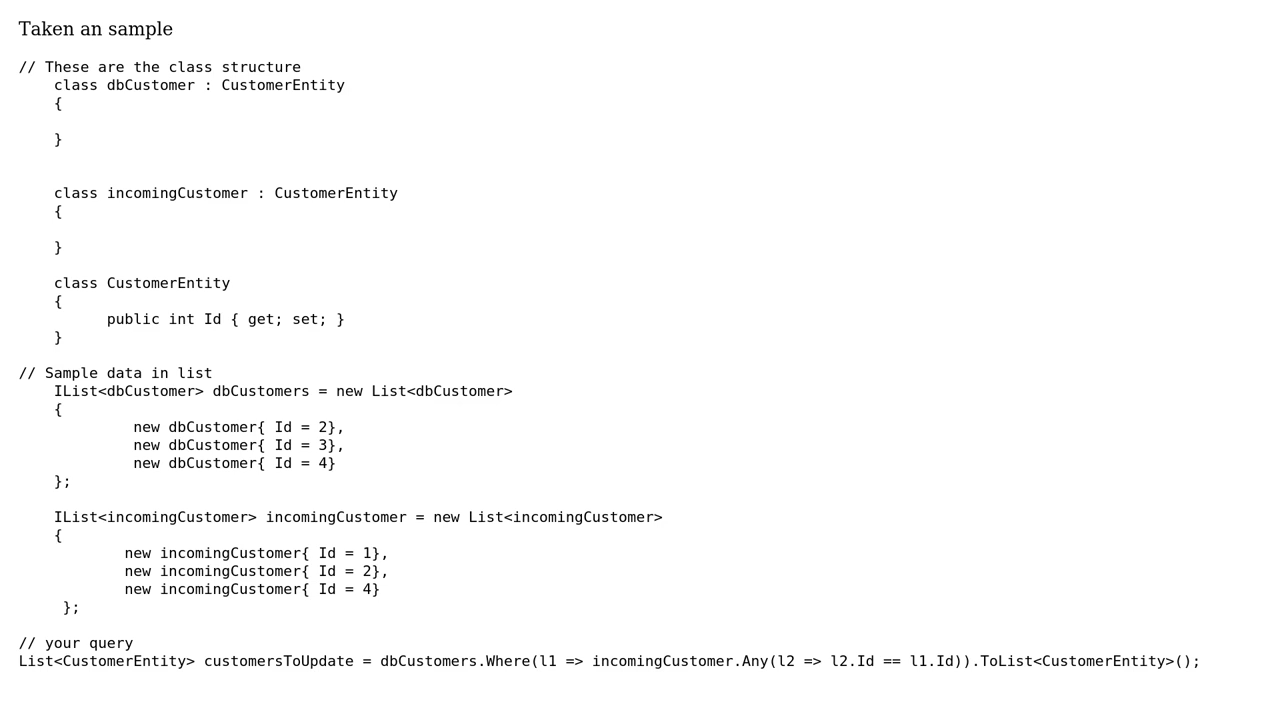 Taken an sample
// These are the class structure
class dbCustomer : CustomerEntity
{
}
class incomingCustomer : CustomerEntity
{
}
class CustomerEntity
{
public int Id { get; set; }
}
// Sample data in list
IList<dbCustomer> dbCustomers = new List<dbCustomer>
{
new dbCustomer{ Id = 2},
new dbCustomer{ Id = 3},
new dbCustomer{ Id = 4}
};
IList<incomingCustomer> incomingCustomer = new List<incomingCustomer>
{
new incomingCustomer{ Id = 1},
new incomingCustomer{ Id = 2},
new incomingCustomer{ Id = 4}
};
// your query
List<CustomerEntity> customersToUpdate = dbCustomers.Where(l1 => incomingCustomer.Any(l2 => l2.Id == l1.Id)).ToList<CustomerEntity>();